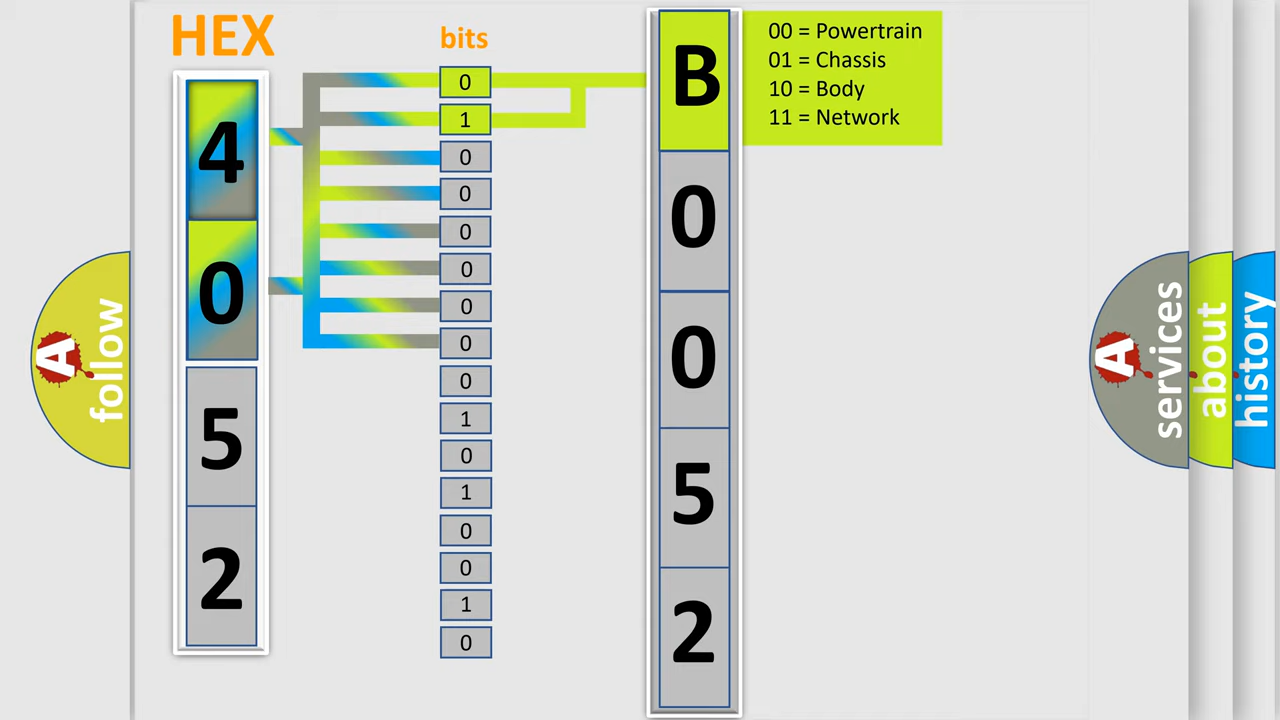 HEX
4
0
5
2
bits
0
1
0
0
0
0
0
0
0
1
0
1
0
0
1
0
B
0
0
5
2
00 = Powertrain
01 = Chassis
10 = Body
11 = Network
A
follow
A
services
about
history